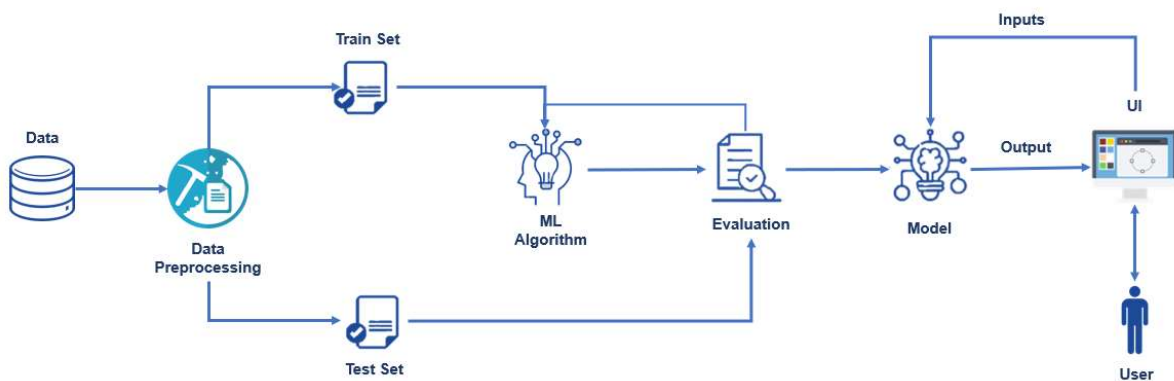 Inputs
Train Set
UI
Data
Output
ML
Algorithm
Evaluation
Model
Data
Preprocessing
Test Set
User